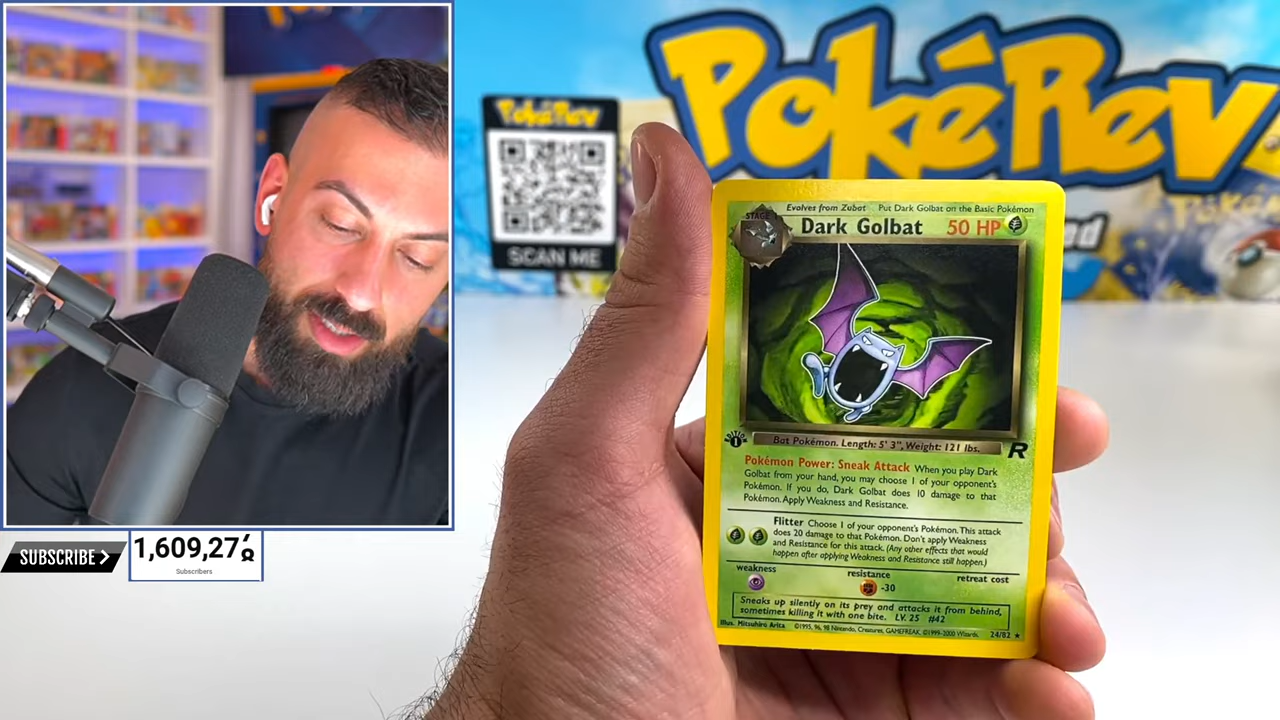 PokéRev
PokéRev
SCAN ME
STAGE 1
Evolves from Zubat Put Dark Golbat on the Basic Pokémon
Dark Golbat 50 HP
EDITION
1
Bat Pokémon. Length: 5' 3", Weight: 121 lbs.
R
Pokémon Power: Sneak Attack When you play Dark
Golbat from your hand, you may choose 1 of your opponent's
Pokémon. If you do, Dark Golbat does 10 damage to that
Pokémon. Apply Weakness and Resistance.
Flitter Choose 1 of your opponent's Pokémon. This attack
does 20 damage to that Pokémon. Don't apply Weakness
and Resistance for this attack. (Any other effects that would
happen after applying Weakness and Resistance still happen.)
weakness resistance retreat cost
-30
Sneaks up silently on its prey and attacks it from behind,
sometimes killing it with one bite. LV. 25 #42
Illus. Mitsuhiro Arita ©1995, 96, 98 Nintendo, Creatures, GAMEFREAK. ©1999-2000 Wizards. 24/82 ★
SUBSCRIBE >
1,609,27
Subscribers